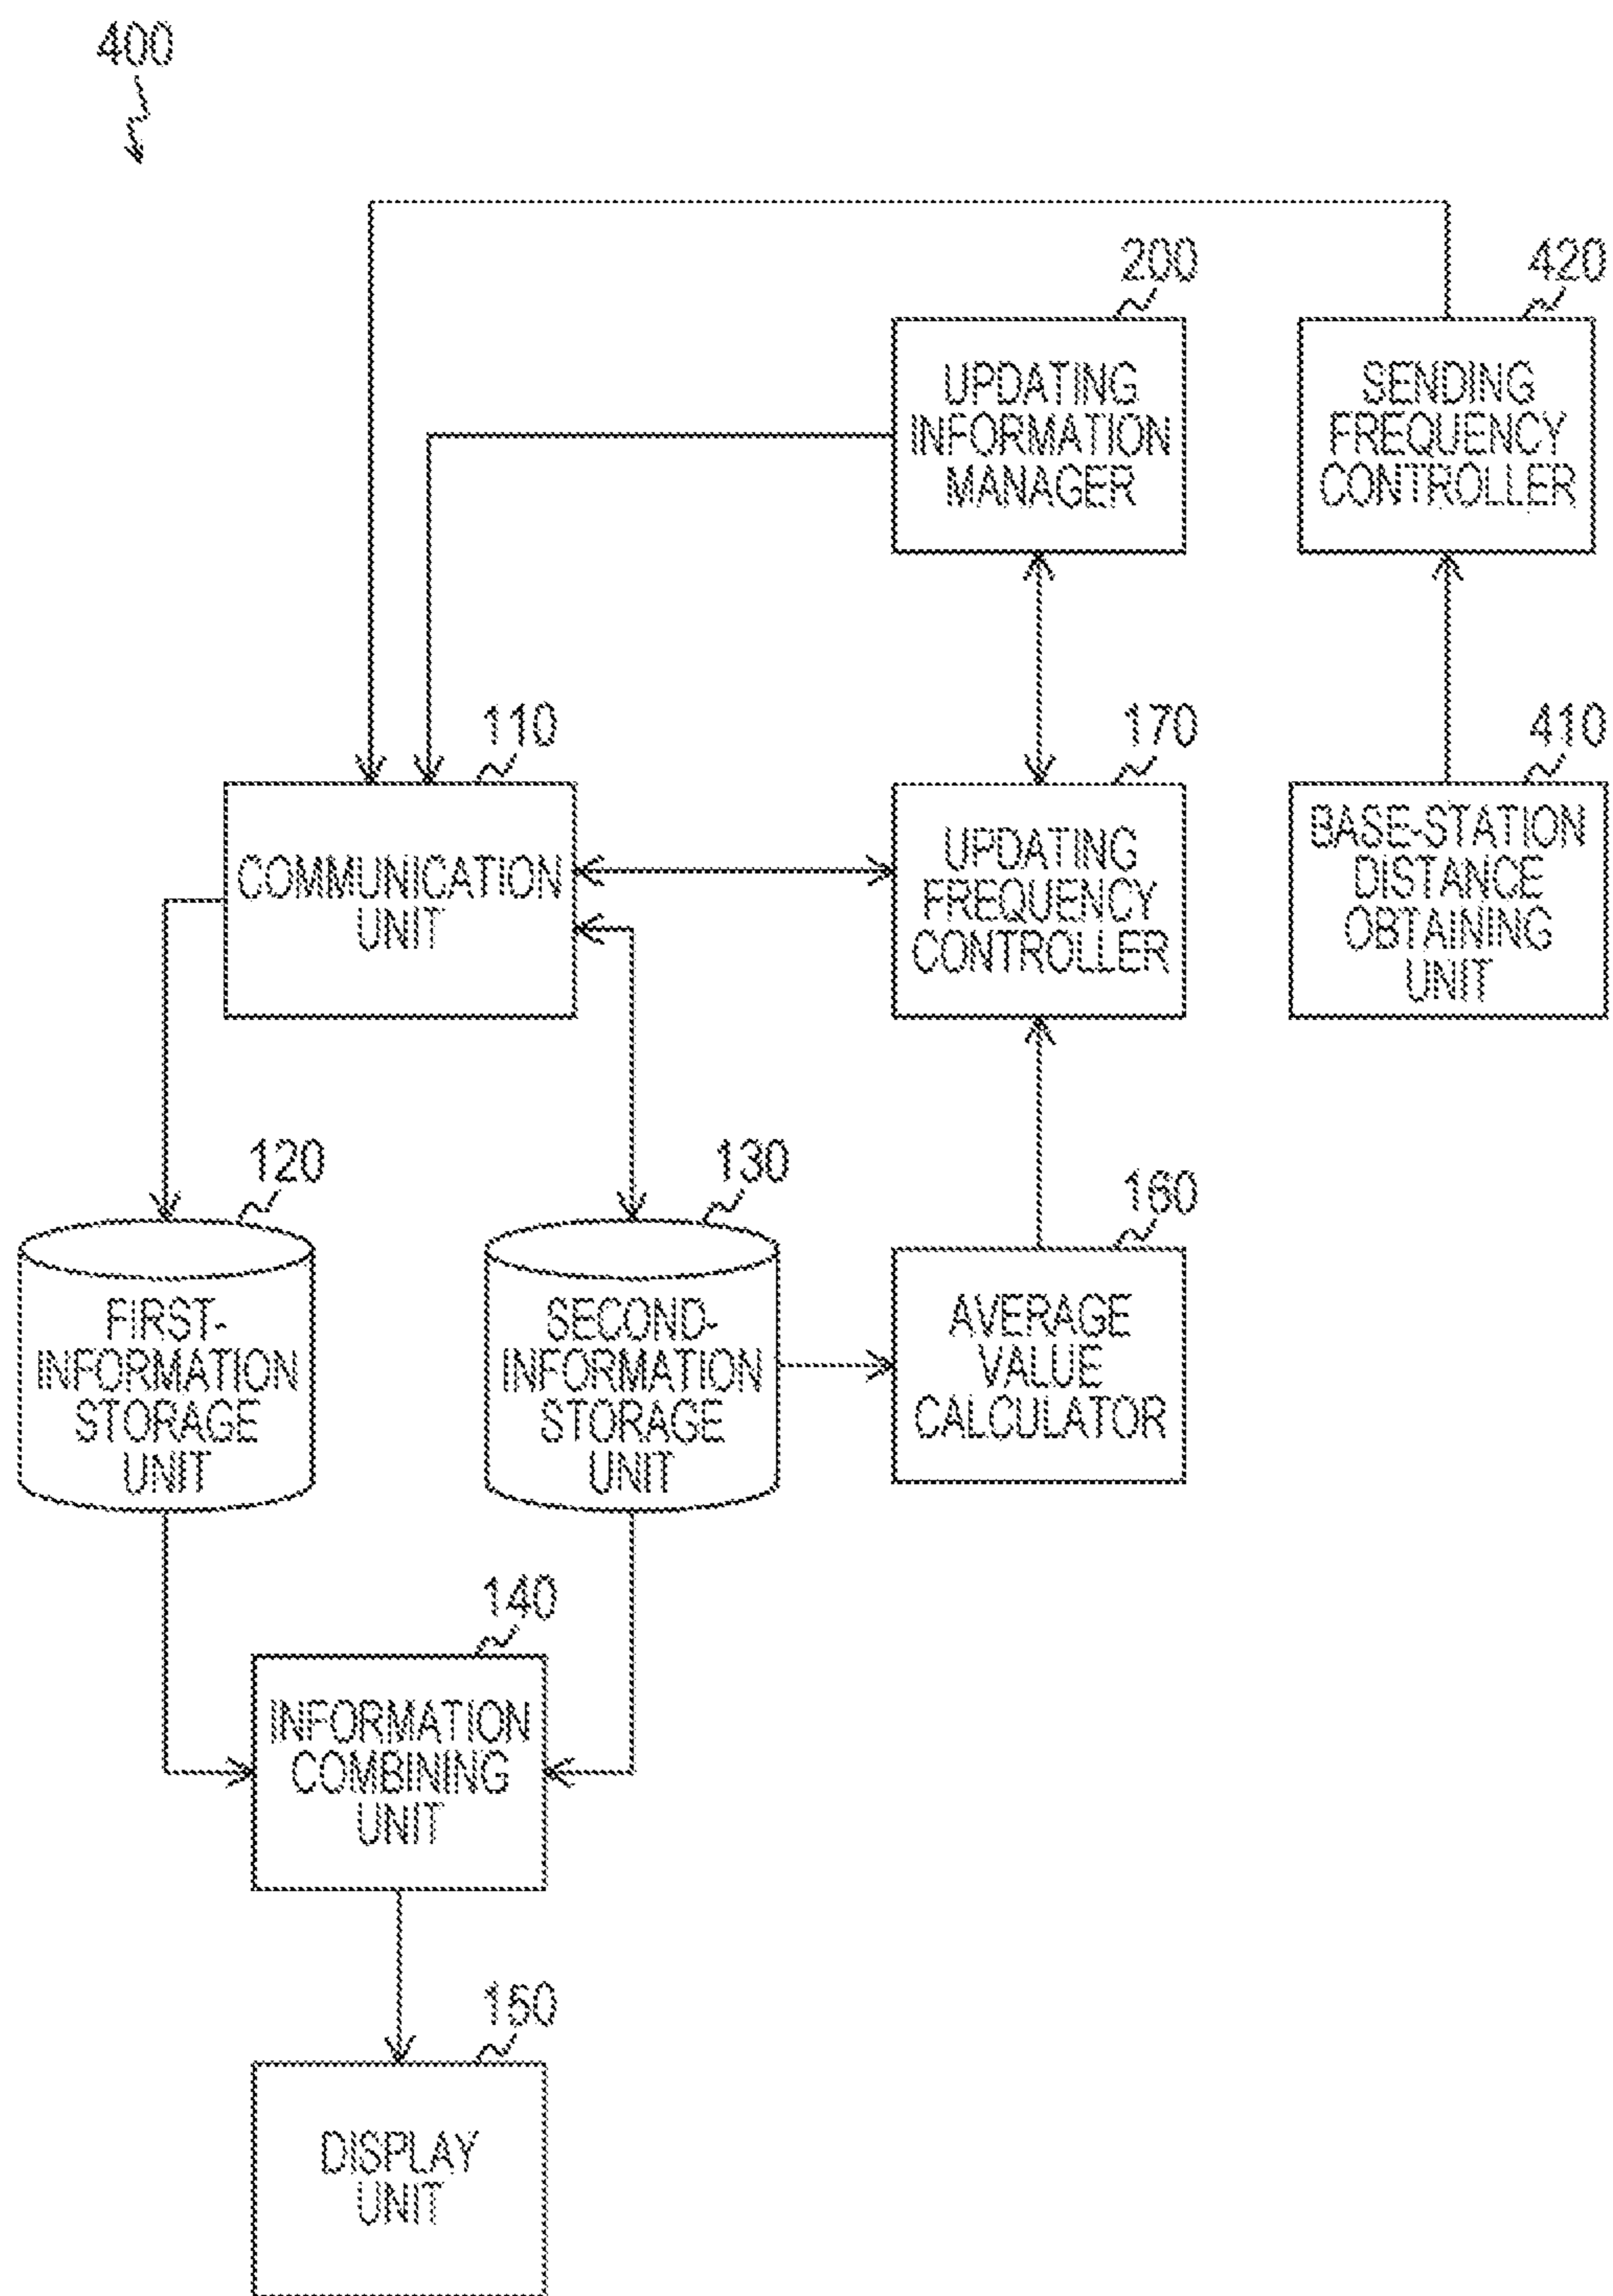 400
200
UPDATING
INFORMATION
MANAGER
420
SENDING
FREQUENCY
CONTROLLER
110
COMMUNICATION
UNIT
170
UPDATING
FREQUENCY
CONTROLLER
410
BASE-STATION
DISTANCE
OBTAINING
UNIT
120
FIRST-
INFORMATION
STORAGE
UNIT
130
SECOND-
INFORMATION
STORAGE
UNIT
160
AVERAGE
VALUE
CALCULATOR
140
INFORMATION
COMBINING
UNIT
150
DISPLAY
UNIT